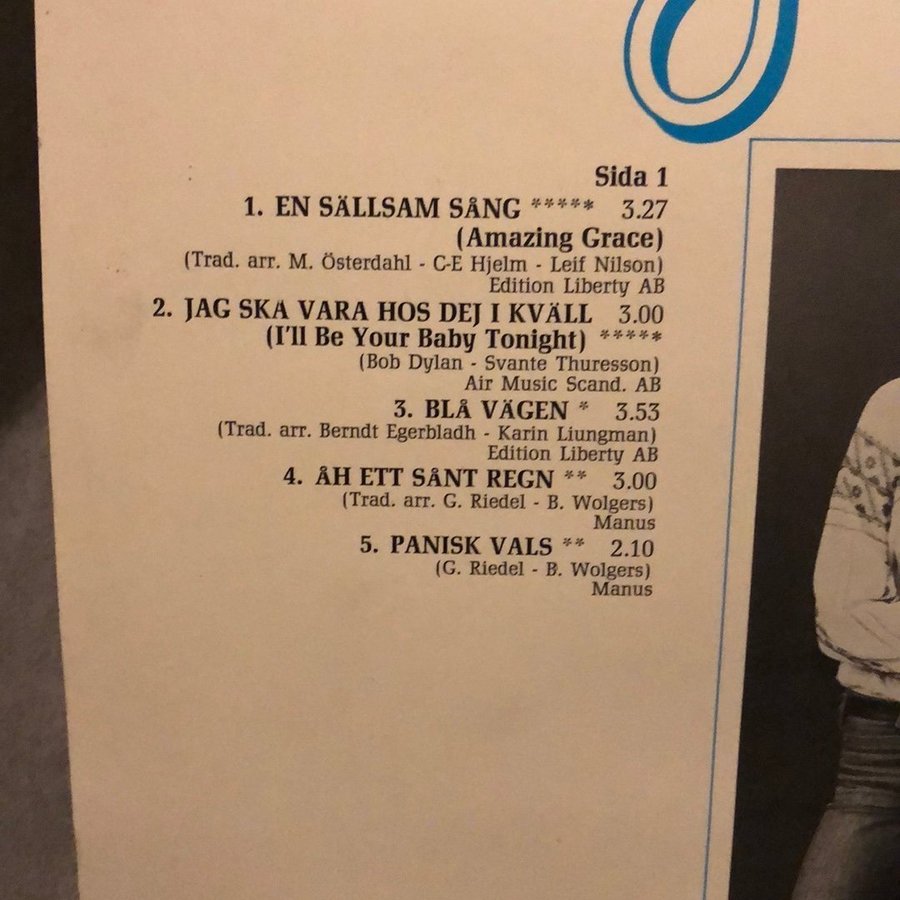 Sida 1
1. EN SÄLLSAM SÅNG ***** 3.27
(Amazing Grace)
(Trad. arr. M. Österdahl - C-E Hjelm - Leif Nilson)
Edition Liberty AB
2. JAG SKA VARA HOS DEJ I KVÄLL 3.00
(I'll Be Your Baby Tonight) *****
(Bob Dylan - Svante Thuresson)
Air Music Scand. AB
3. BLÅ VÄGEN * 3.53
(Trad. arr. Berndt Egerbladh - Karin Liungman)
Edition Liberty AB
4. ÅH ETT SÅNT REGN ** 3.00
(Trad. arr. G. Riedel - B. Wolgers)
Manus
5. PANISK VALS ** 2.10
(G. Riedel - B. Wolgers)
Manus